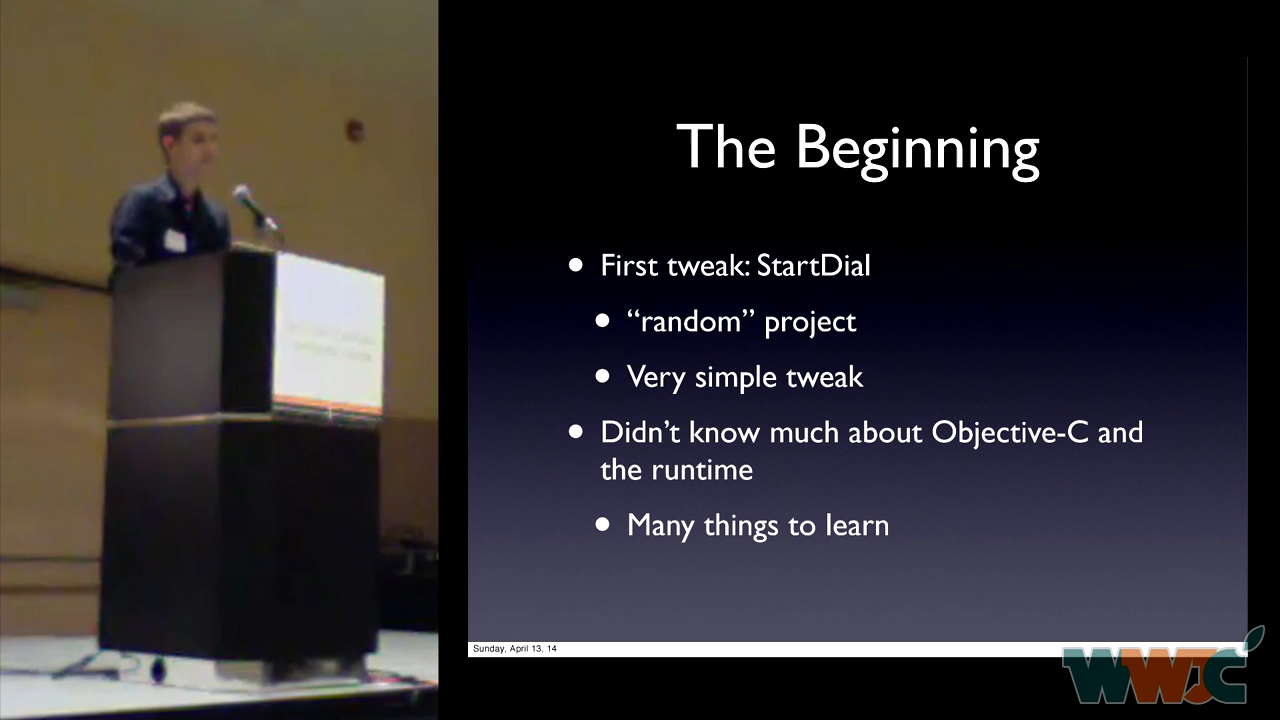 The Beginning
• First tweak: StartDial
• “random” project
• Very simple tweak
• Didn’t know much about Objective-C and
the runtime
• Many things to learn
Sunday, April 13, 14
WWJC